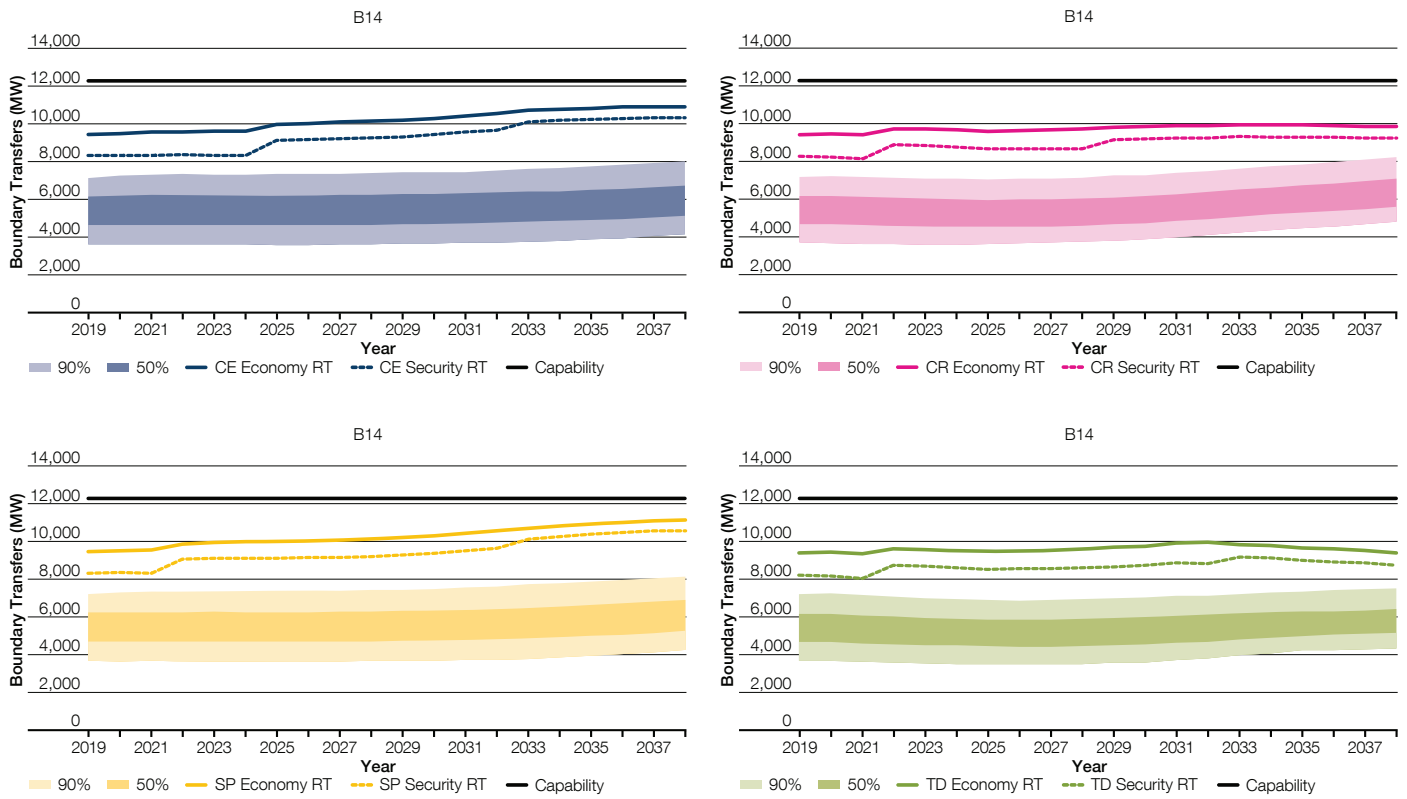 B14
Boundary Transfers (MW)
14,000
12,000
10,000
8,000
6,000
4,000
2,000
0
2019 2021 2023 2025 2027 2029 2031 2033 2035 2037
Year
90% 50% CE Economy RT CE Security RT Capability
B14
Boundary Transfers (MW)
14,000
12,000
10,000
8,000
6,000
4,000
2,000
0
2019 2021 2023 2025 2027 2029 2031 2033 2035 2037
Year
90% 50% CR Economy RT CR Security RT Capability
B14
Boundary Transfers (MW)
14,000
12,000
10,000
8,000
6,000
4,000
2,000
0
2019 2021 2023 2025 2027 2029 2031 2033 2035 2037
Year
90% 50% SP Economy RT SP Security RT Capability
B14
Boundary Transfers (MW)
14,000
12,000
10,000
8,000
6,000
4,000
2,000
0
2019 2021 2023 2025 2027 2029 2031 2033 2035 2037
Year
90% 50% TD Economy RT TD Security RT Capability